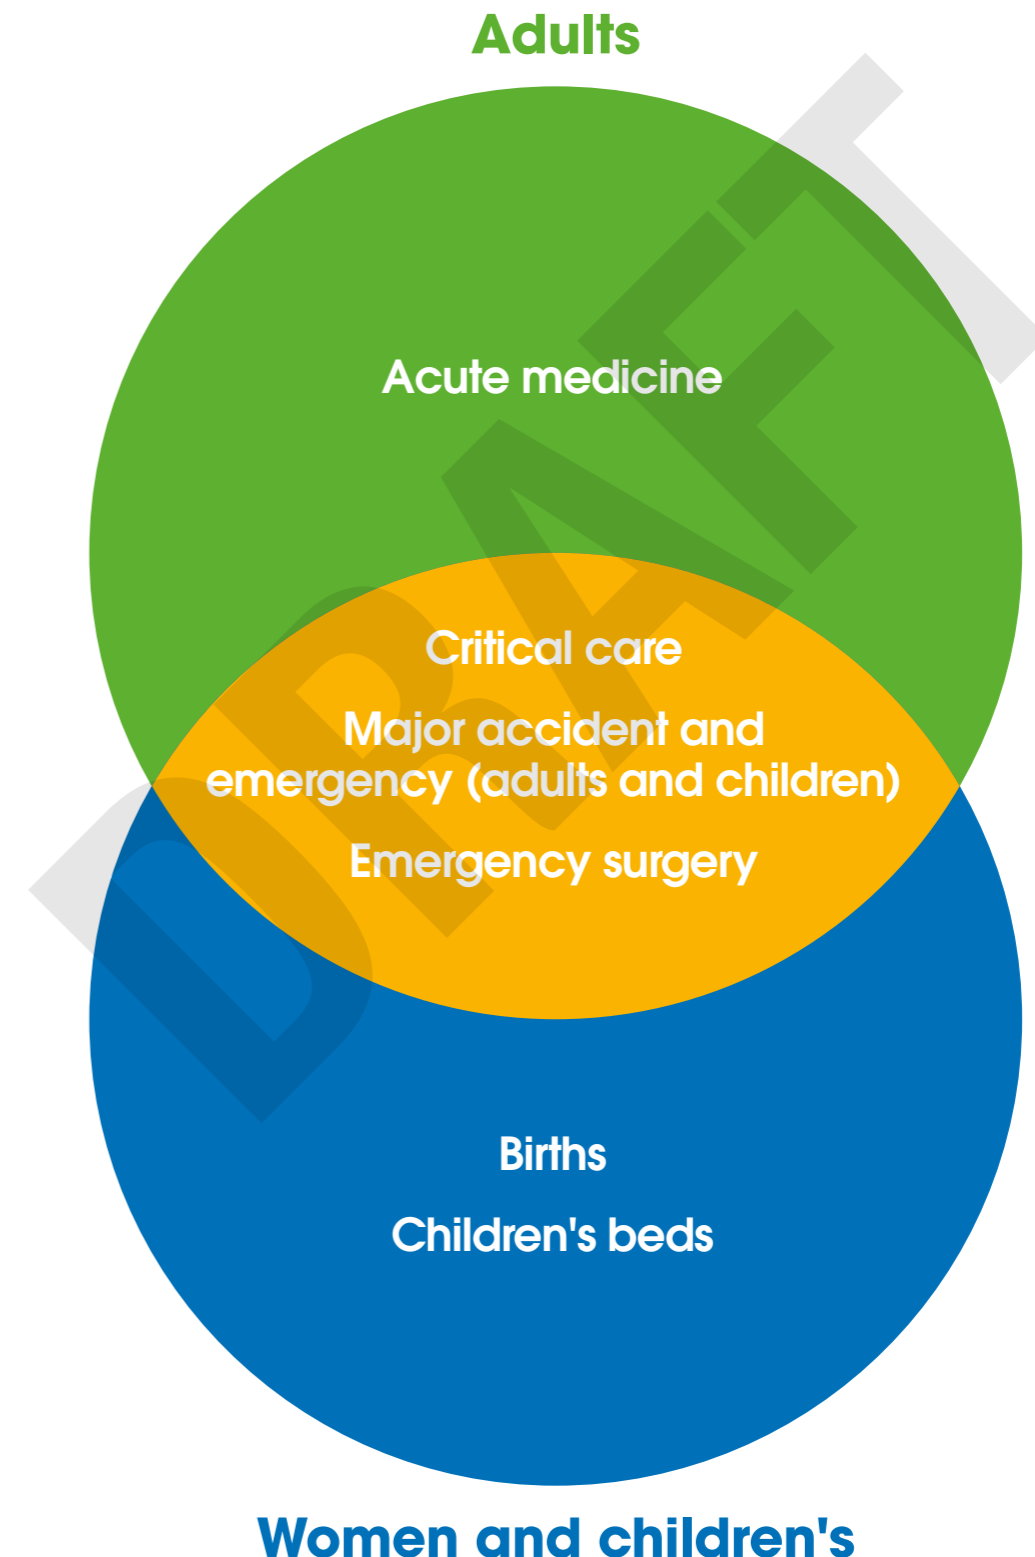 Adults
Acute medicine
Critical care
Major accident and
emergency (adults and children)
Emergency surgery
Births
Children's beds
Women and children's
DRAFT